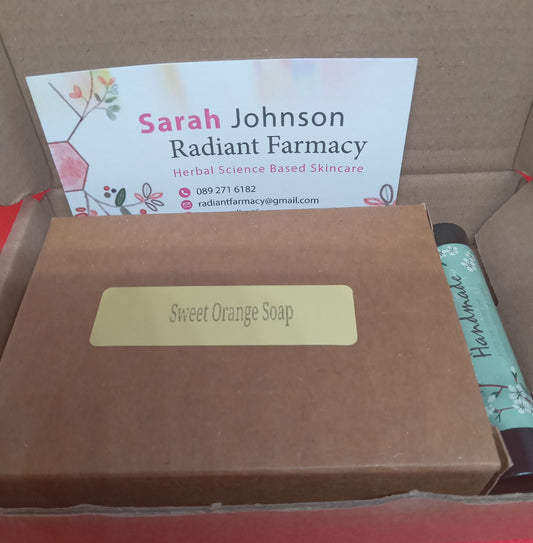 Sarah Johnson
Radiant Farmacy
Herbal Science Based Skincare
089 271 6182
radiantfarmacy@gmail.com
Sweet Orange Soap
Handmade